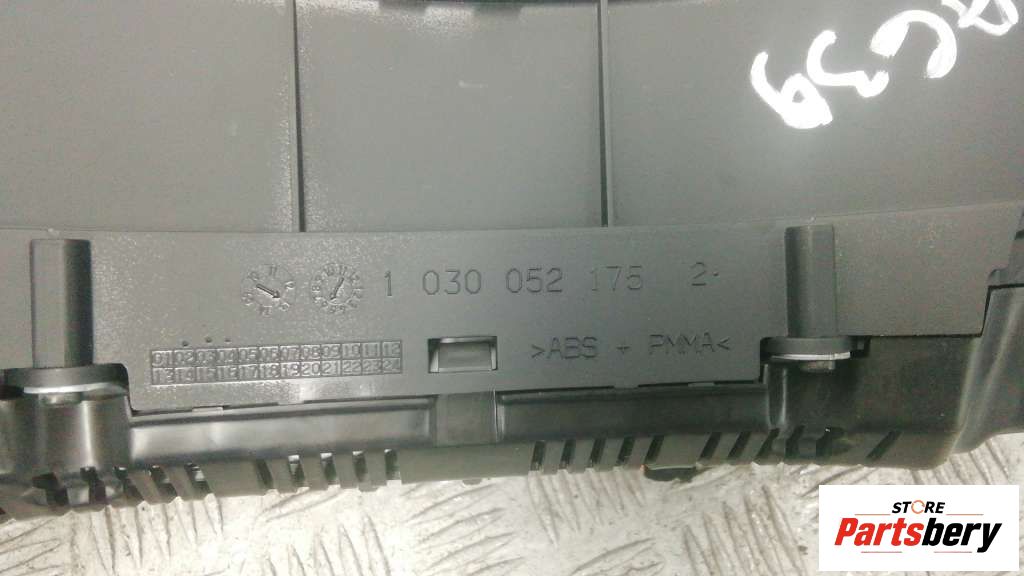 1 030 052 175 2
>ABS + PMMA<
01 02 03 04 05 06 07 08 09 10 11 12
13 14 15 16 17 18 19 20 21 22 23 24
STORE
Partsbery